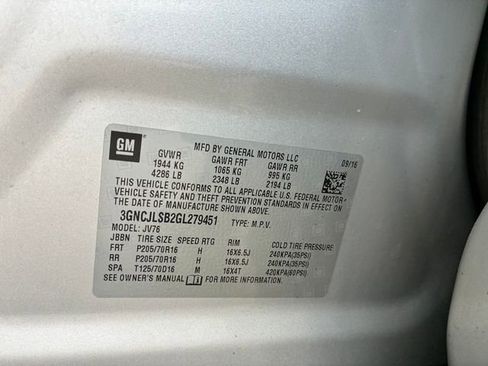 GM
MFD BY GENERAL MOTORS LLC
09/16
GVWR GAWR FRT GAWR RR
1944 KG 1065 KG 995 KG
4286 LB 2348 LB 2194 LB
THIS VEHICLE CONFORMS TO ALL APPLICABLE U.S. FEDERAL MOTOR
VEHICLE SAFETY AND THEFT PREVENTION STANDARDS IN EFFECT ON
THE DATE OF MANUFACTURE SHOWN ABOVE.
3GNCJLSB2GL279451 TYPE: M.P.V.
MODEL: JV76
JBBN TIRE SIZE SPEED RTG RIM COLD TIRE PRESSURE
FRT P205/70R16 H 16X6.5J 240KPA(35PSI)
RR P205/70R16 H 16X6.5J 240KPA(35PSI)
SPA T125/70D16 M 16X4T 420KPA(60PSI)
SEE OWNER'S MANUAL FOR MORE INFORMATION.